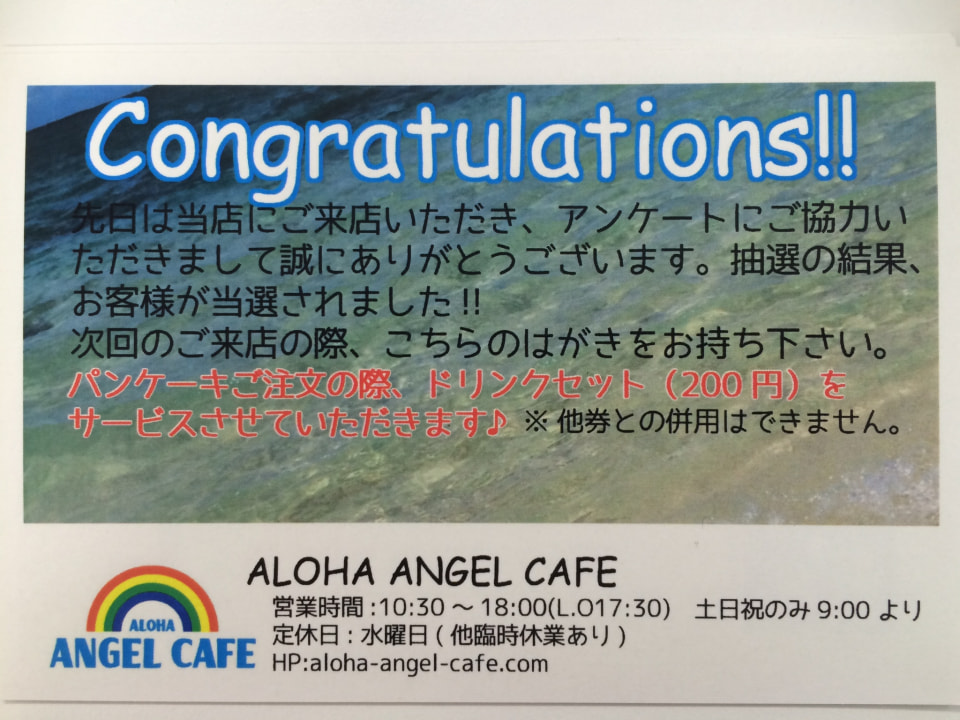 Congratulations!!
先日は当店にご来店いただき、アンケートにご協力い
ただきまして誠にありがとうございます。抽選の結果、
お客様が当選されました!!
次回のご来店の際、こちらのはがきをお持ち下さい。
パンケーキご注文の際、ドリンクセット（200円）を
サービスさせていただきます♪ ※他券との併用はできません。
ALOHA ANGEL CAFE
営業時間:10:30～18:00(L.O17:30) 土日祝のみ9:00より
定休日:水曜日(他臨時休業あり)
HP:aloha-angel-cafe.com
ALOHA
ANGEL CAFE